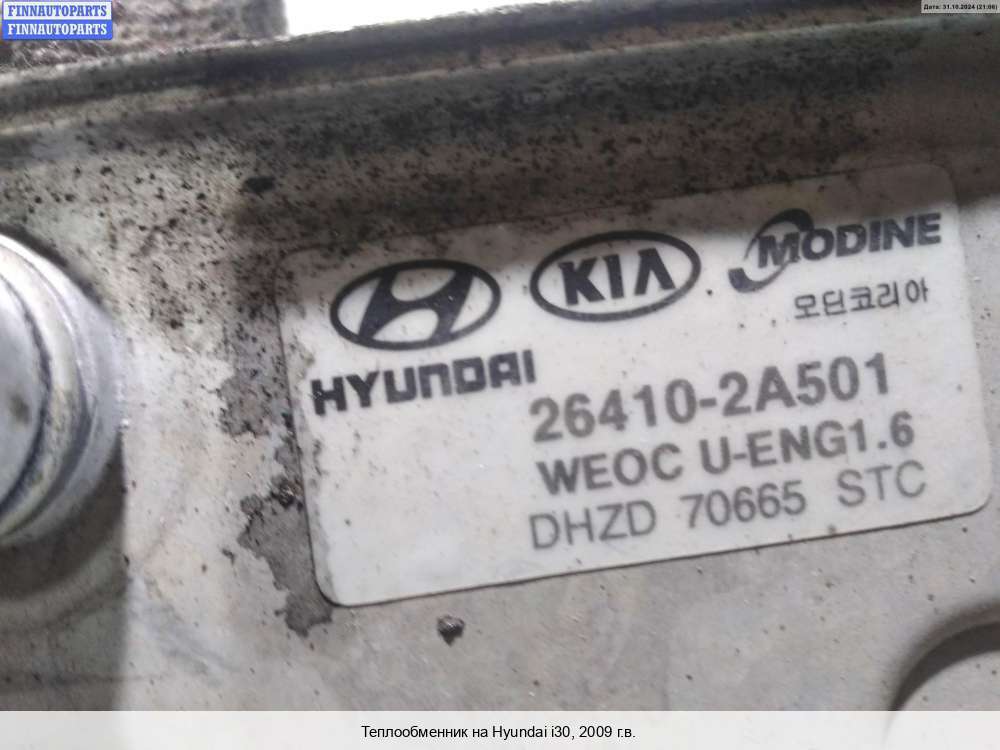 FINNAUTOPARTS
FINNAUTOPARTS
Дата: 31.10.2024 (21:06)
HYUNDAI
KIA
MODINE
모딘코리아
26410-2A501
WEOC U-ENG1.6
DHZD 70665 STC
Теплообменник на Hyundai i30, 2009 г.в.